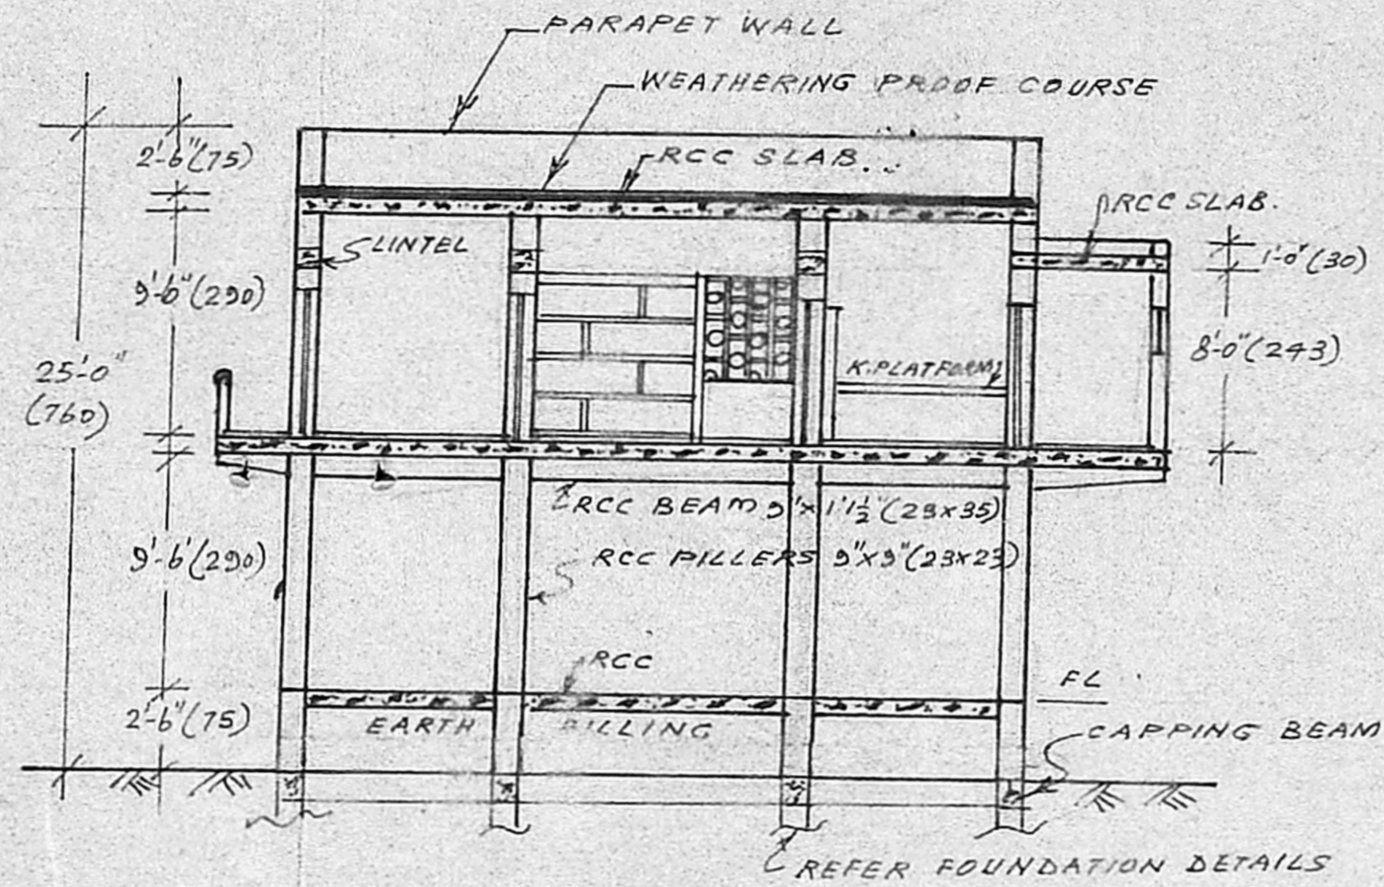 PARAPET WALL
WEATHERING PROOF COURSE
2'-6"(75)
RCC SLAB
RCC SLAB.
LINTEL
1'-0"(30)
9'-6"(290)
8'-0"(243)
25'-0"
(760)
K.PLATFORM
RCC BEAM 9"x1'1½"(23x35)
9'-6"(290)
RCC PILLERS 9"x9"(23x23)
RCC
FL
2'-6"(75)
EARTH FILLING
CAPPING BEAM
REFER FOUNDATION DETAILS